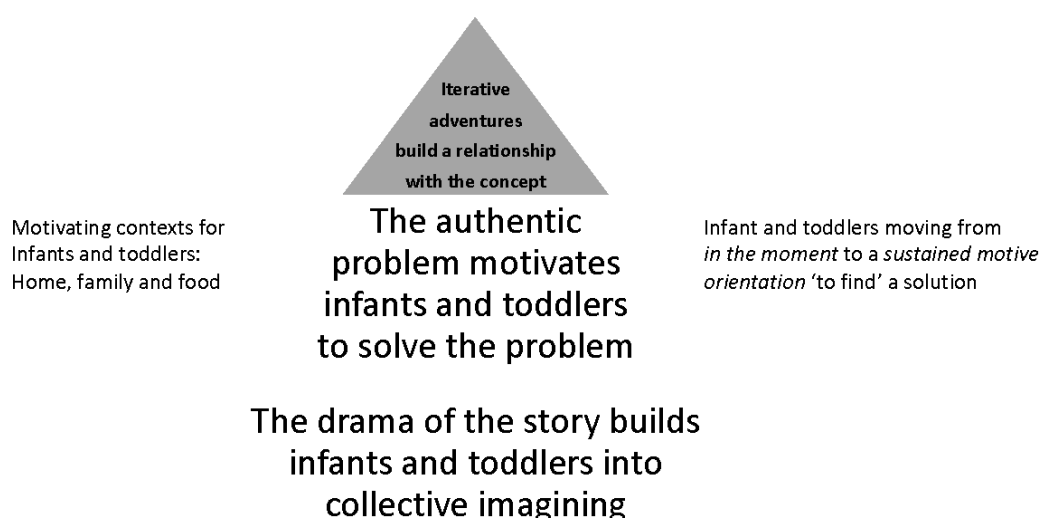 Iterative
adventures
build a relationship
with the concept
The authentic
problem motivates
infants and toddlers
to solve the problem
Motivating contexts for
Infants and toddlers:
Home, family and food
Infant and toddlers moving from
in the moment to a sustained motive
orientation ‘to find’ a solution
The drama of the story builds
infants and toddlers into
collective imagining